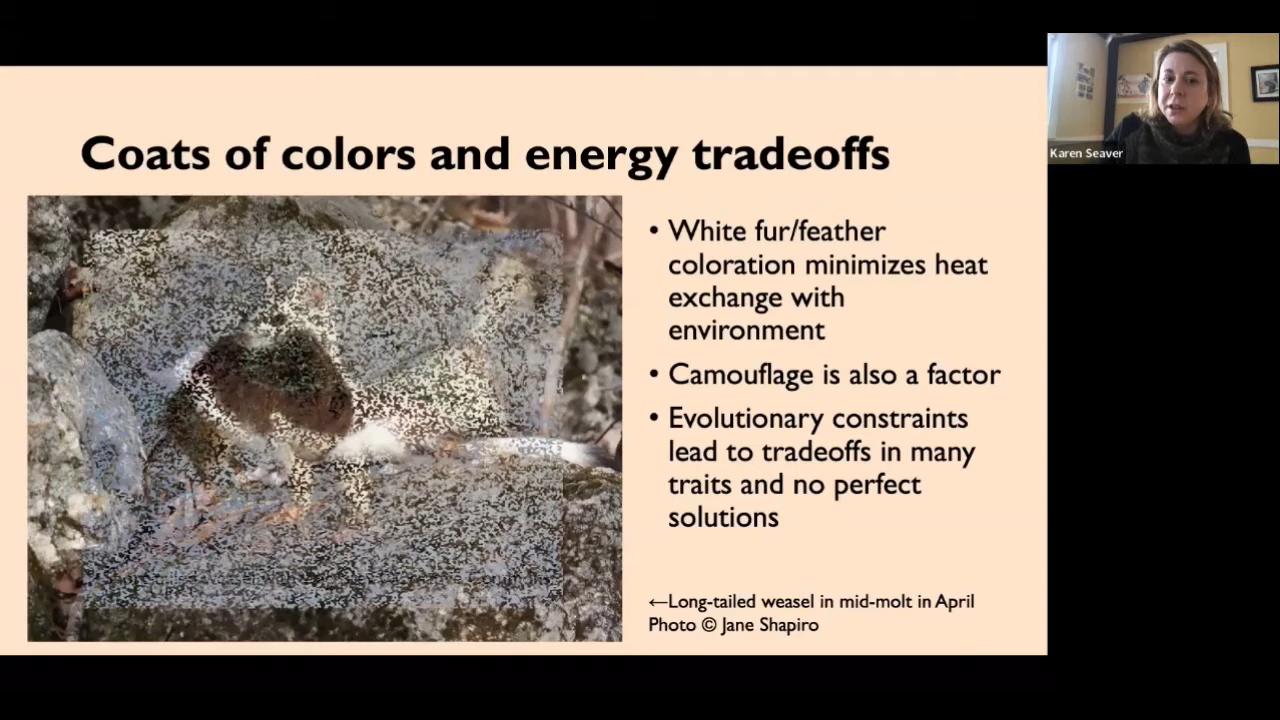 Coats of colors and energy tradeoffs
• White fur/feather
coloration minimizes heat
exchange with
environment
• Camouflage is also a factor
• Evolutionary constraints
lead to tradeoffs in many
traits and no perfect
solutions
←Long-tailed weasel in mid-molt in April
Photo © Jane Shapiro
Karen Seaver